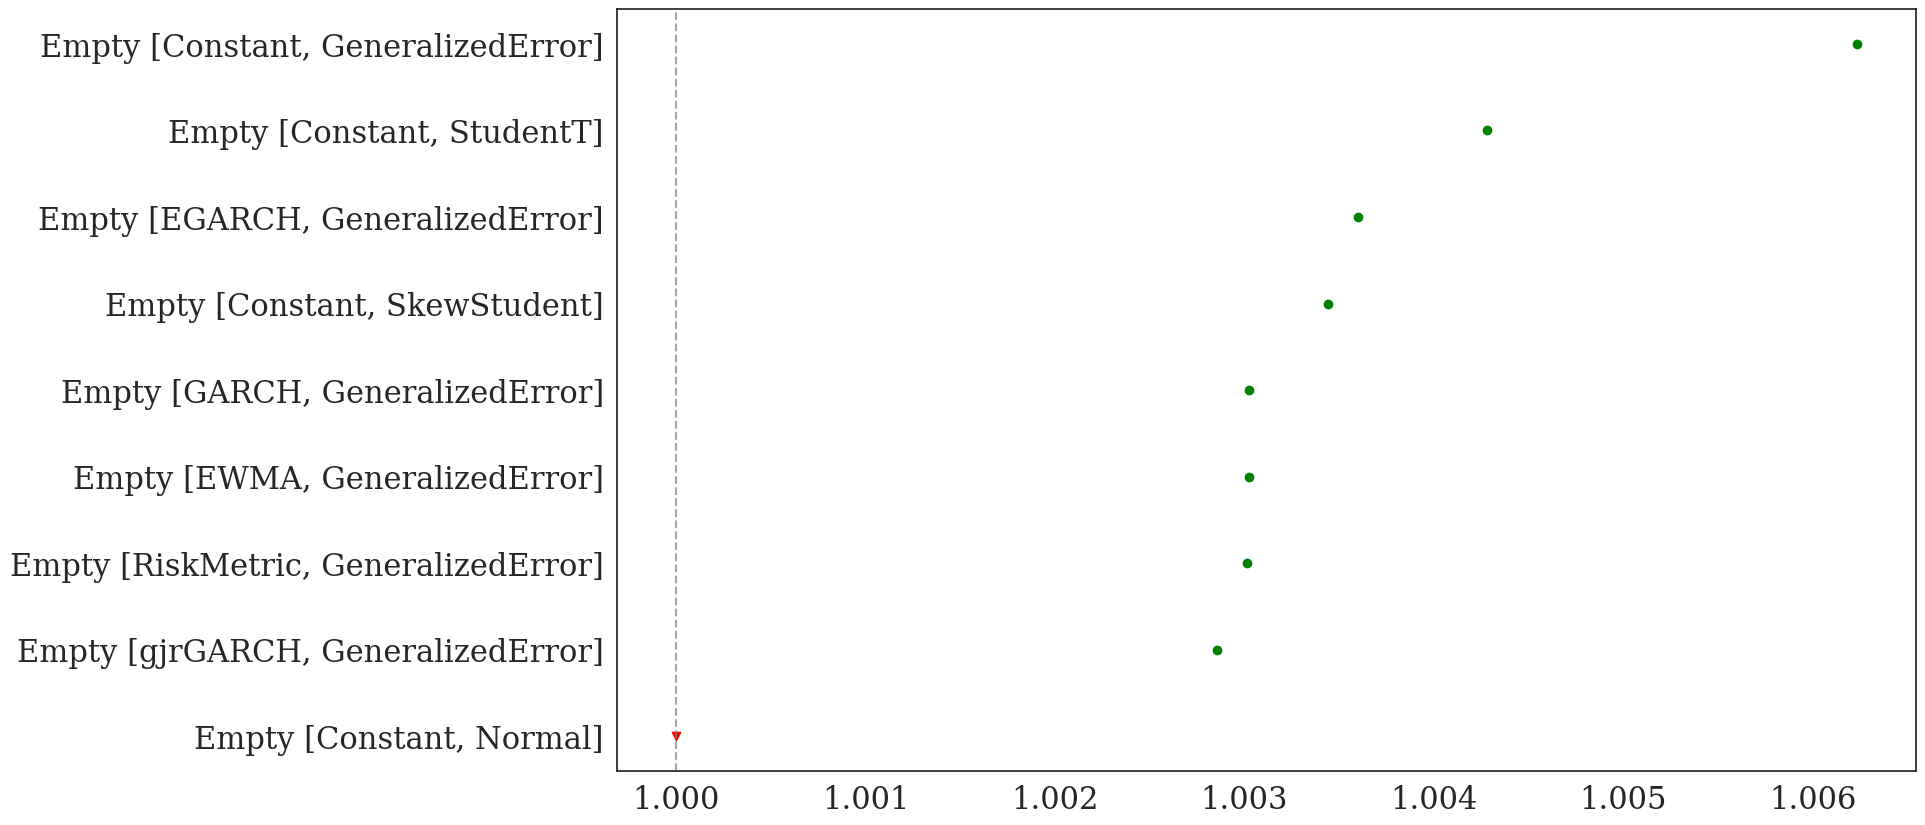 Empty [Constant, GeneralizedError]
Empty [Constant, StudentT]
Empty [EGARCH, GeneralizedError]
Empty [Constant, SkewStudent]
Empty [GARCH, GeneralizedError]
Empty [EWMA, GeneralizedError]
Empty [RiskMetric, GeneralizedError]
Empty [gjrGARCH, GeneralizedError]
Empty [Constant, Normal]
1.000 1.001 1.002 1.003 1.004 1.005 1.006